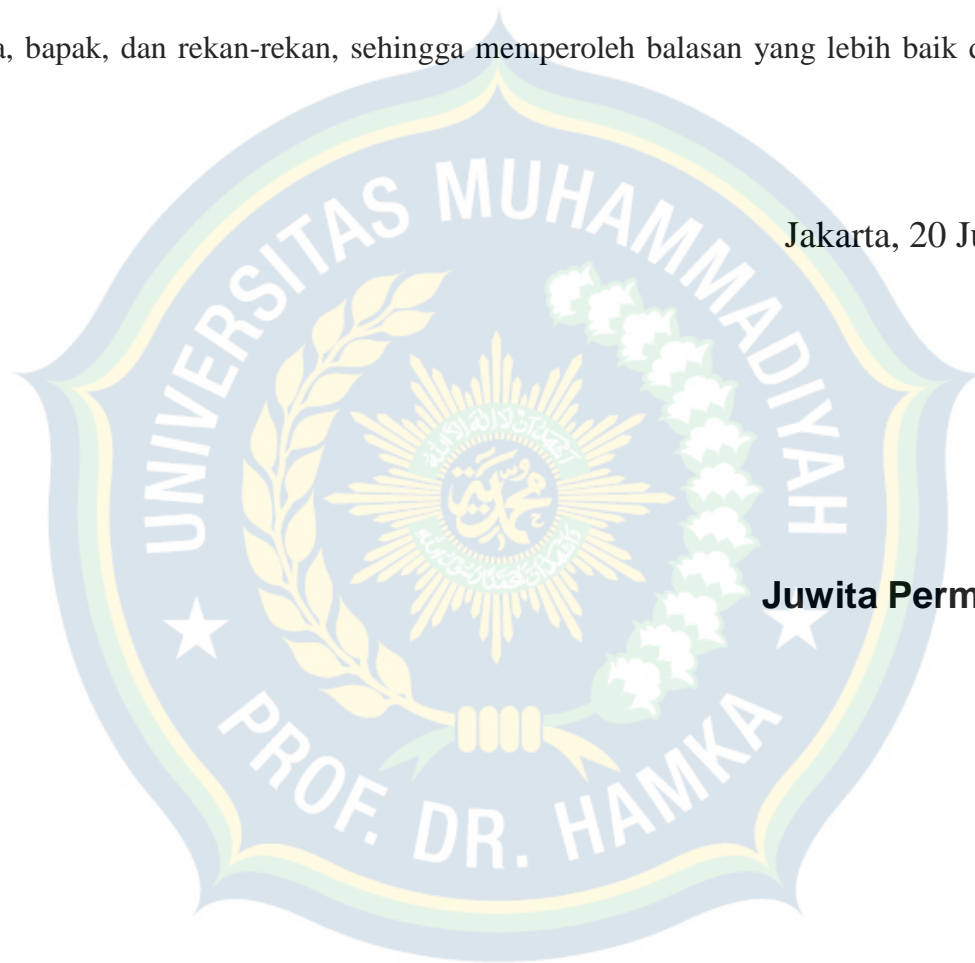 a, bapak, dan rekan-rekan, sehingga memperoleh balasan yang lebih baik d
Jakarta, 20 Ju
UNIVERSITAS MUHAMMADIYAH
Juwita Perm
PROF. DR. HAMKA